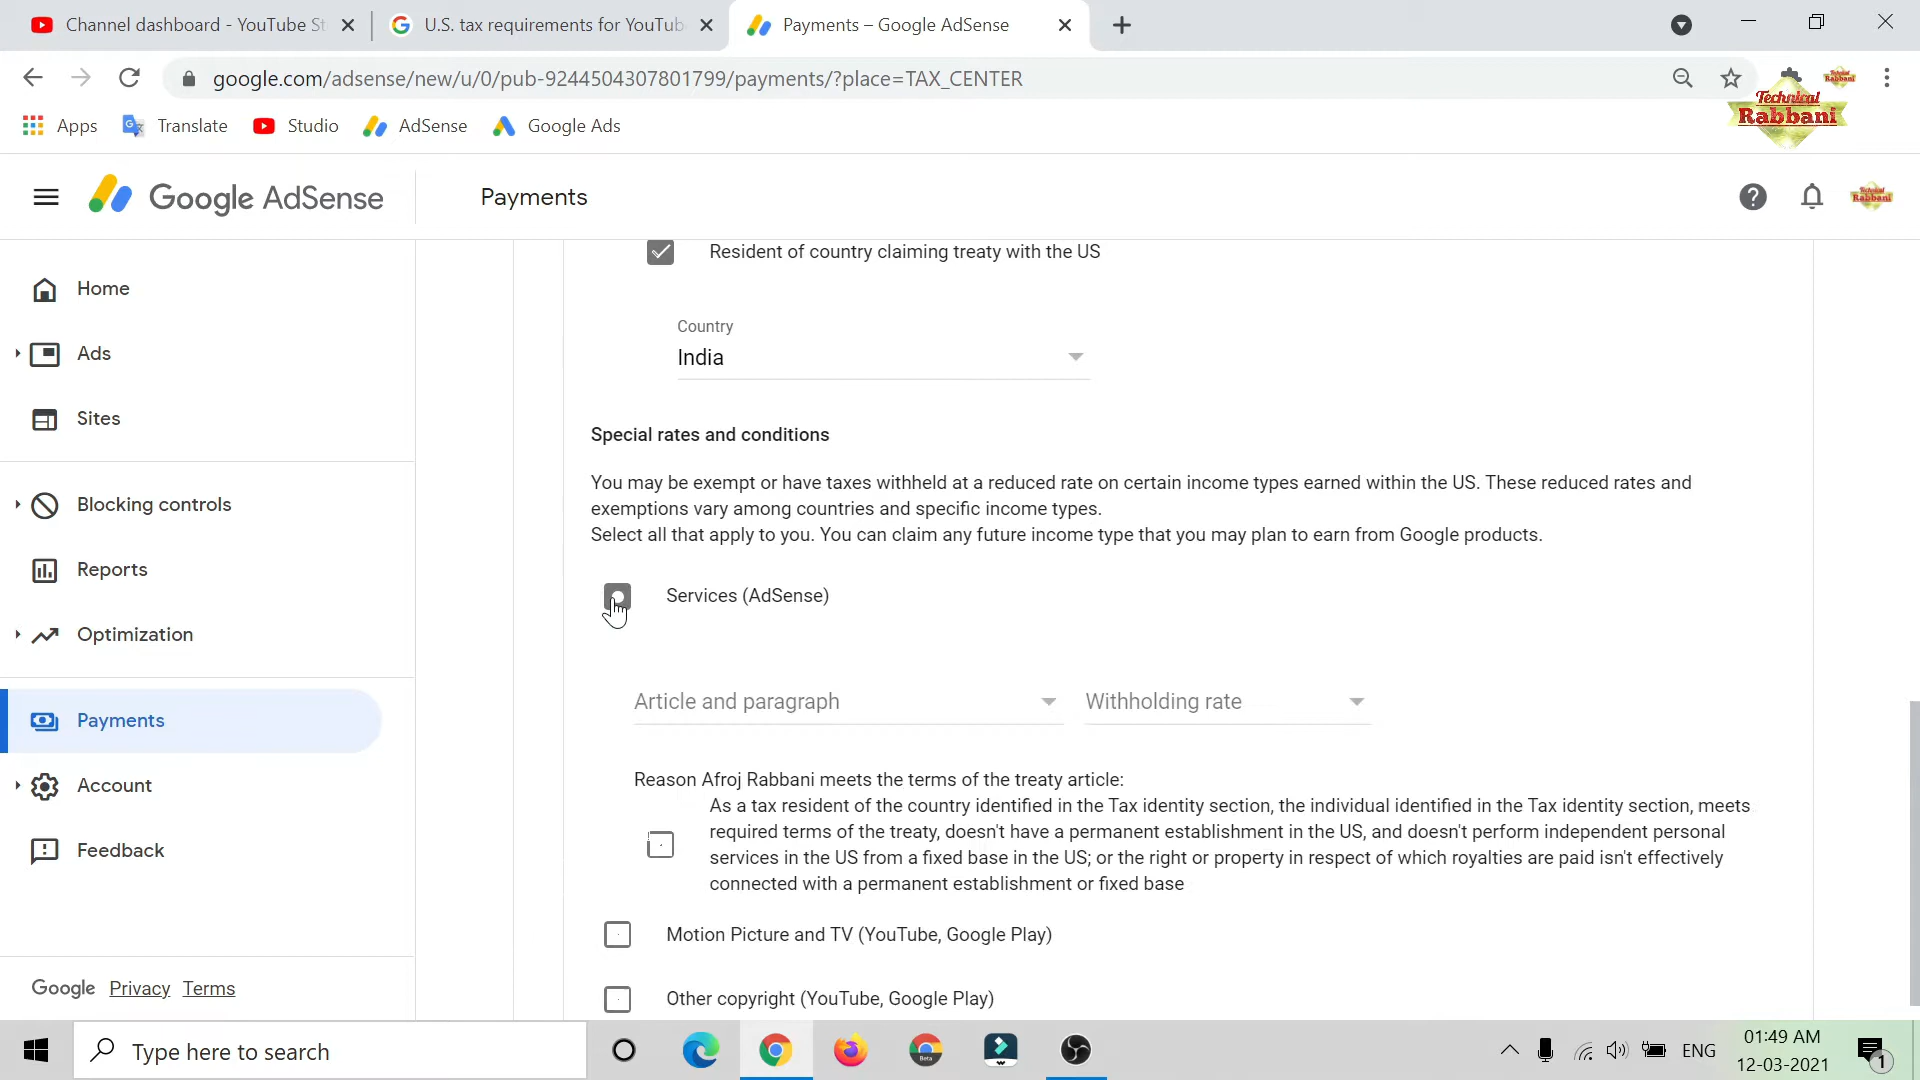 Channel dashboard - YouTube St
U.S. tax requirements for YouTub
Payments – Google AdSense
google.com/adsense/new/u/0/pub-9244504307801799/payments/?place=TAX_CENTER
Technical
Rabbani
Apps
Translate
Studio
AdSense
Google Ads
Technical
Rabbani
Google AdSense
Payments
Technical
Rabbani
Home
Ads
Sites
Blocking controls
Reports
Optimization
Payments
Account
Feedback
Google Privacy Terms
Resident of country claiming treaty with the US
Country
India
Special rates and conditions
You may be exempt or have taxes withheld at a reduced rate on certain income types earned within the US. These reduced rates and
exemptions vary among countries and specific income types.
Select all that apply to you. You can claim any future income type that you may plan to earn from Google products.
Services (AdSense)
Article and paragraph
Withholding rate
Reason Afroj Rabbani meets the terms of the treaty article:
As a tax resident of the country identified in the Tax identity section, the individual identified in the Tax identity section, meets
required terms of the treaty, doesn't have a permanent establishment in the US, and doesn't perform independent personal
services in the US from a fixed base in the US; or the right or property in respect of which royalties are paid isn't effectively
connected with a permanent establishment or fixed base
Motion Picture and TV (YouTube, Google Play)
Other copyright (YouTube, Google Play)
Type here to search
Beta
ENG
01:49 AM
12-03-2021
1